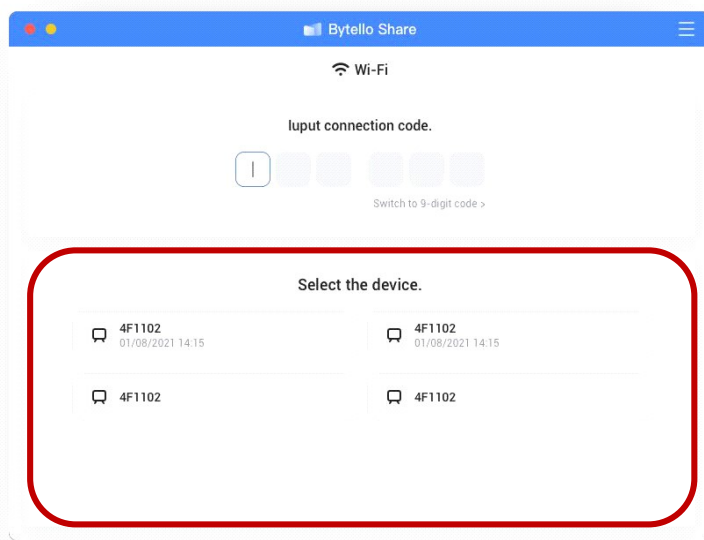 Bytello Share
Wi-Fi
Iuput connection code.
Switch to 9-digit code >
Select the device.
4F1102
01/08/2021 14:15
4F1102
01/08/2021 14:15
4F1102
4F1102